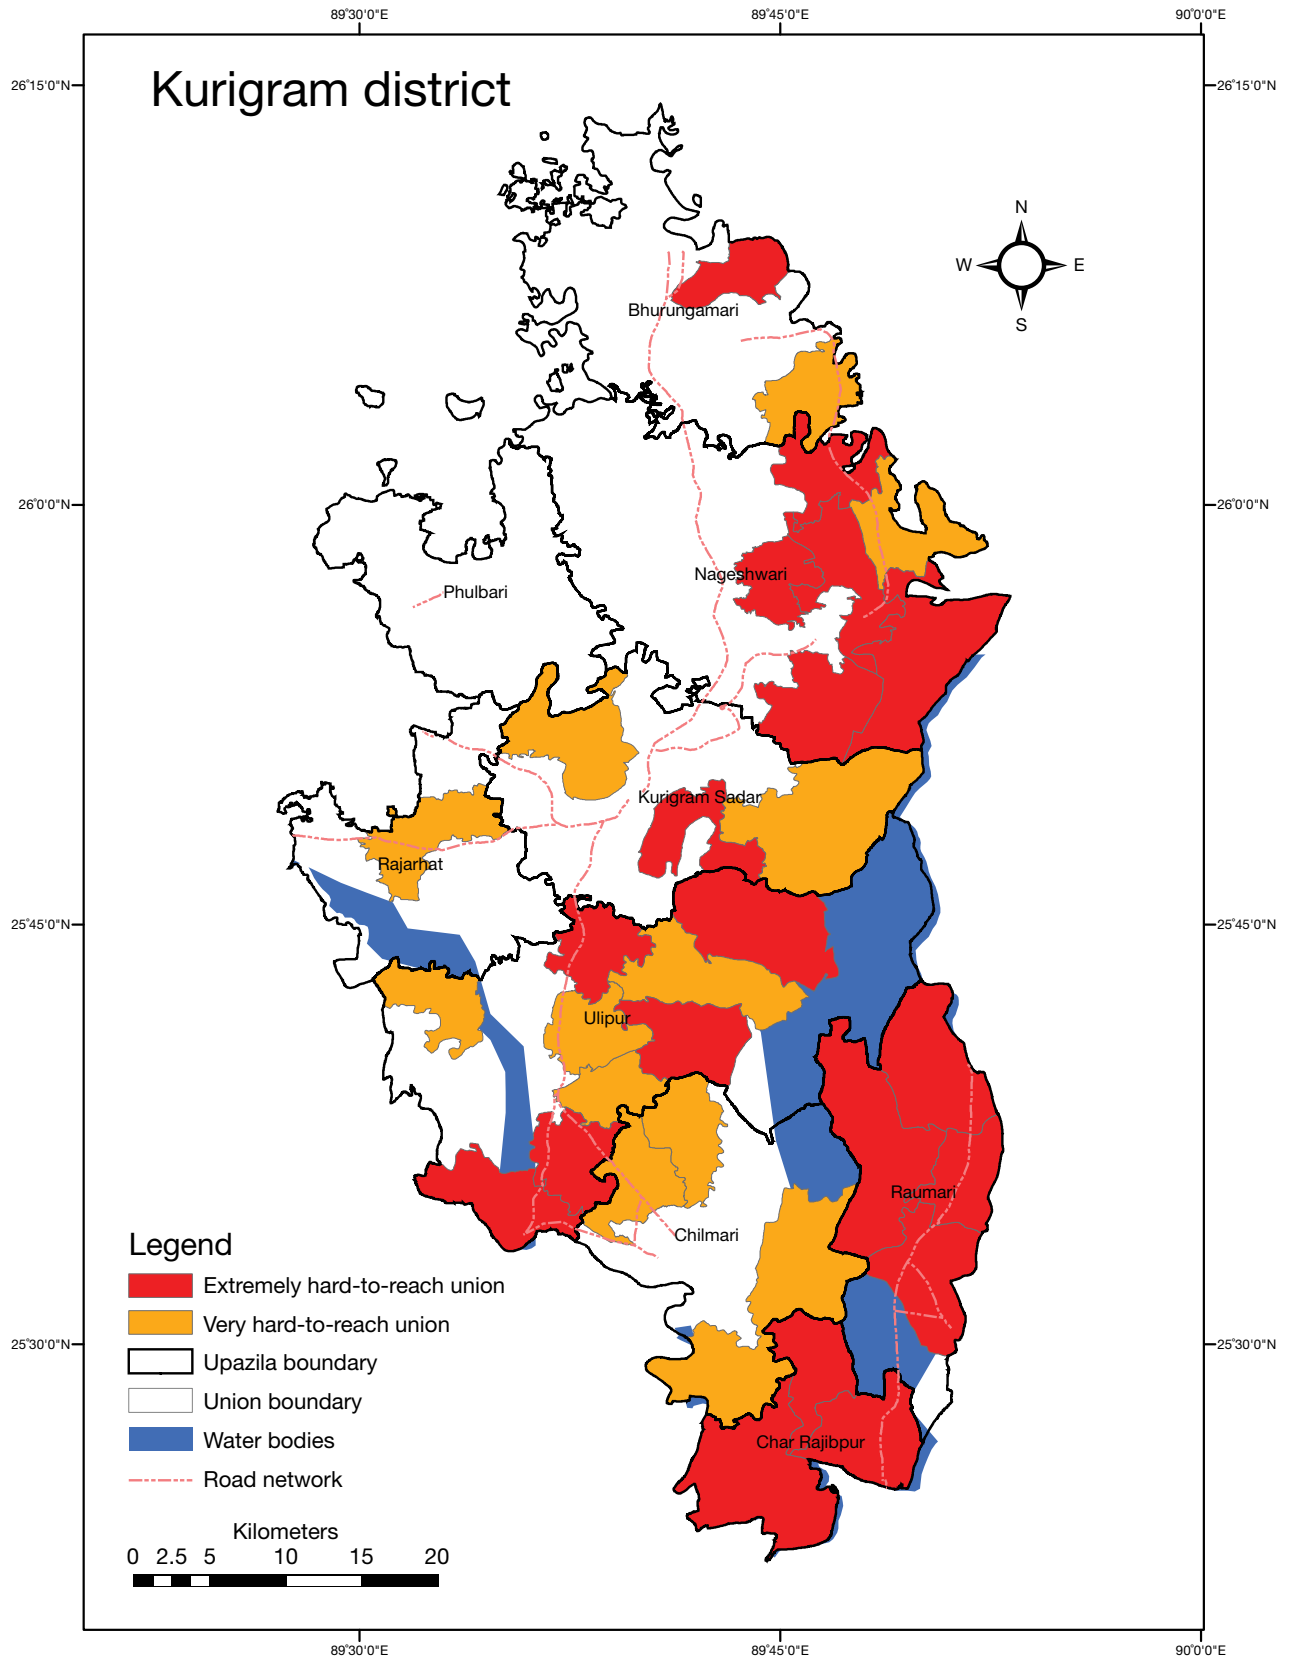 89°30'0"E
89°45'0"E
90°0'0"E
26°15'0"N
26°15'0"N
Kurigram district
N
W
E
S
Bhurungamari
26°0'0"N
26°0'0"N
Nageshwari
Phulbari
Kurigram Sadar
Rajarhat
25°45'0"N
25°45'0"N
Ulipur
Raumari
Chilmari
Legend
Extremely hard-to-reach union
Very hard-to-reach union
25°30'0"N
25°30'0"N
Upazila boundary
Union boundary
Water bodies
Char Rajibpur
Road network
Kilometers
0 2.5 5 10 15 20
89°30'0"E
89°45'0"E
90°0'0"E